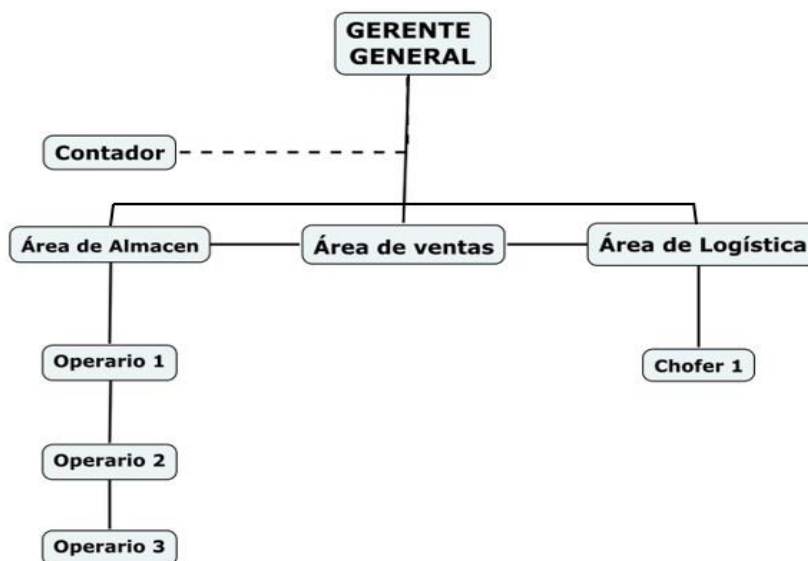 GERENTE
GENERAL
Contador
Área de Almacen
Área de ventas
Área de Logística
Operario 1
Chofer 1
Operario 2
Operario 3